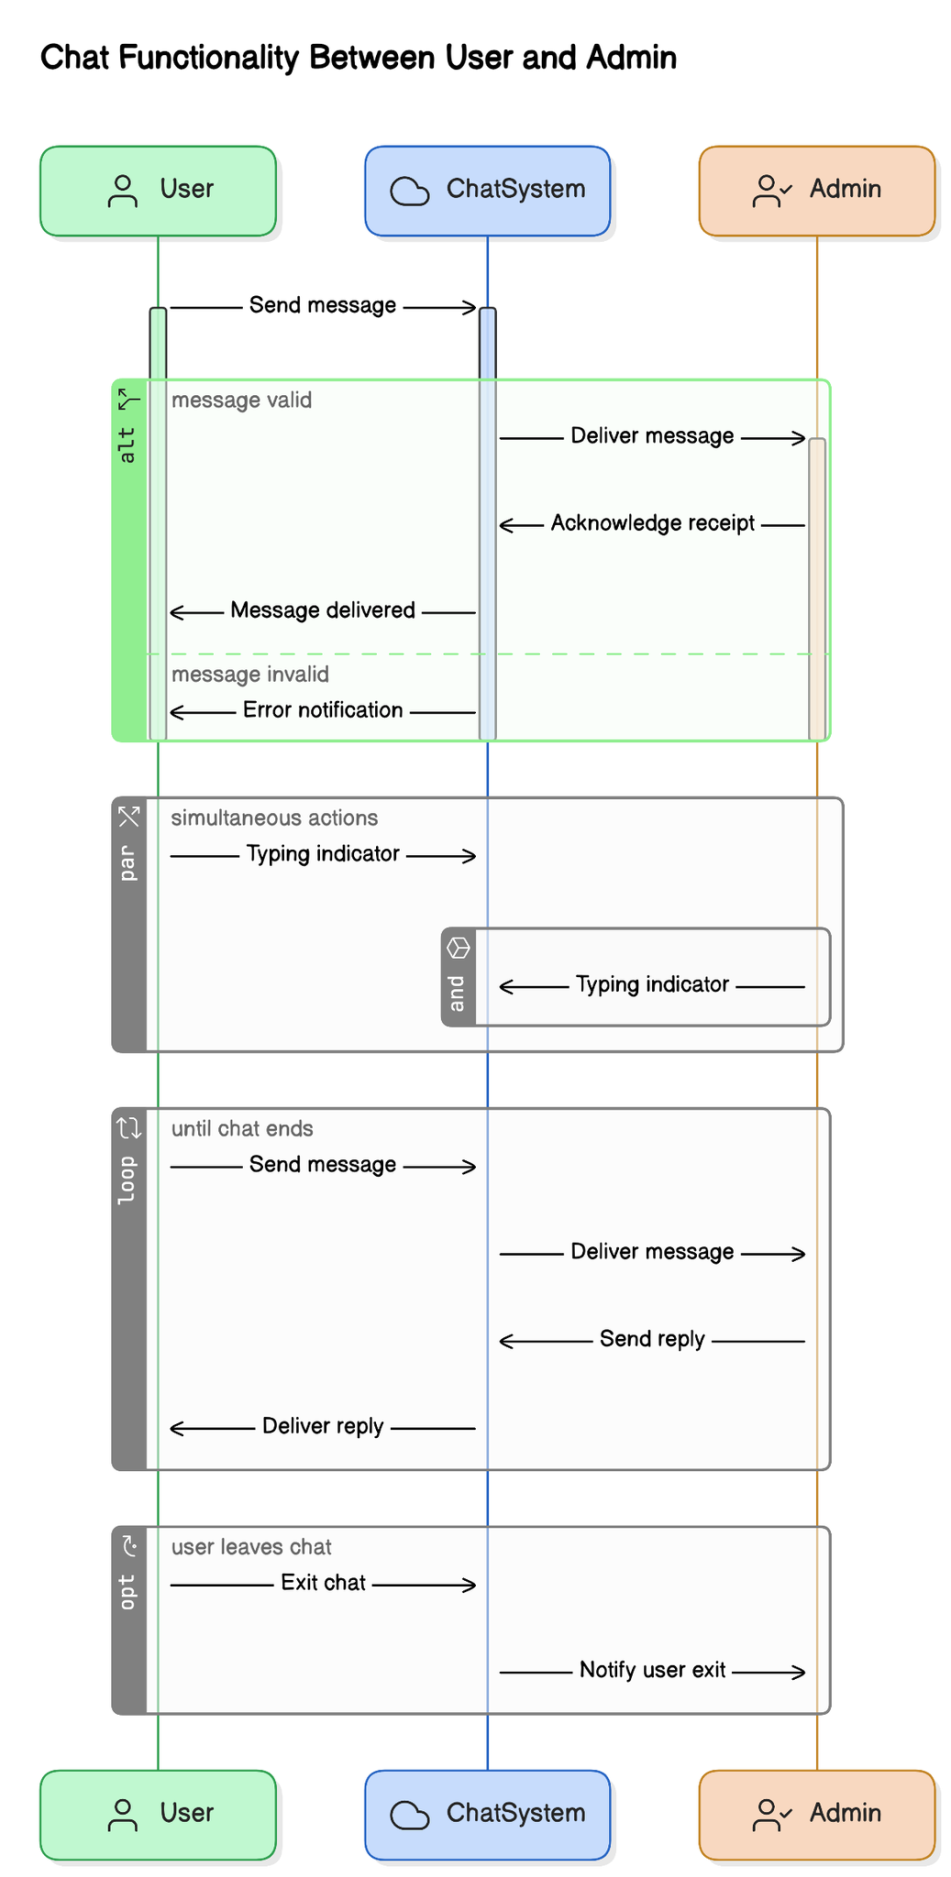 Chat Functionality Between User and Admin
User
ChatSystem
Admin
Send message
alt
message valid
Deliver message
Acknowledge receipt
Message delivered
message invalid
Error notification
par
simultaneous actions
Typing indicator
and
Typing indicator
loop
until chat ends
Send message
Deliver message
Send reply
Deliver reply
opt
user leaves chat
Exit chat
Notify user exit
User
ChatSystem
Admin